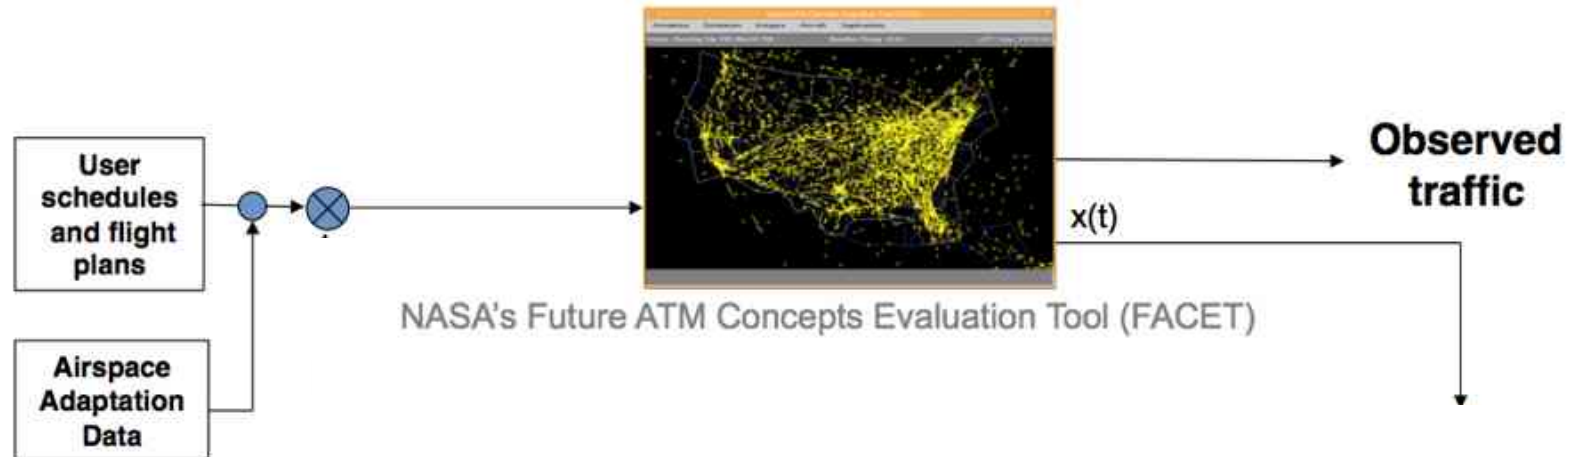 User
schedules
and flight
plans
Airspace
Adaptation
Data
NASA's Future ATM Concepts Evaluation Tool (FACET)
x(t)
Observed
traffic